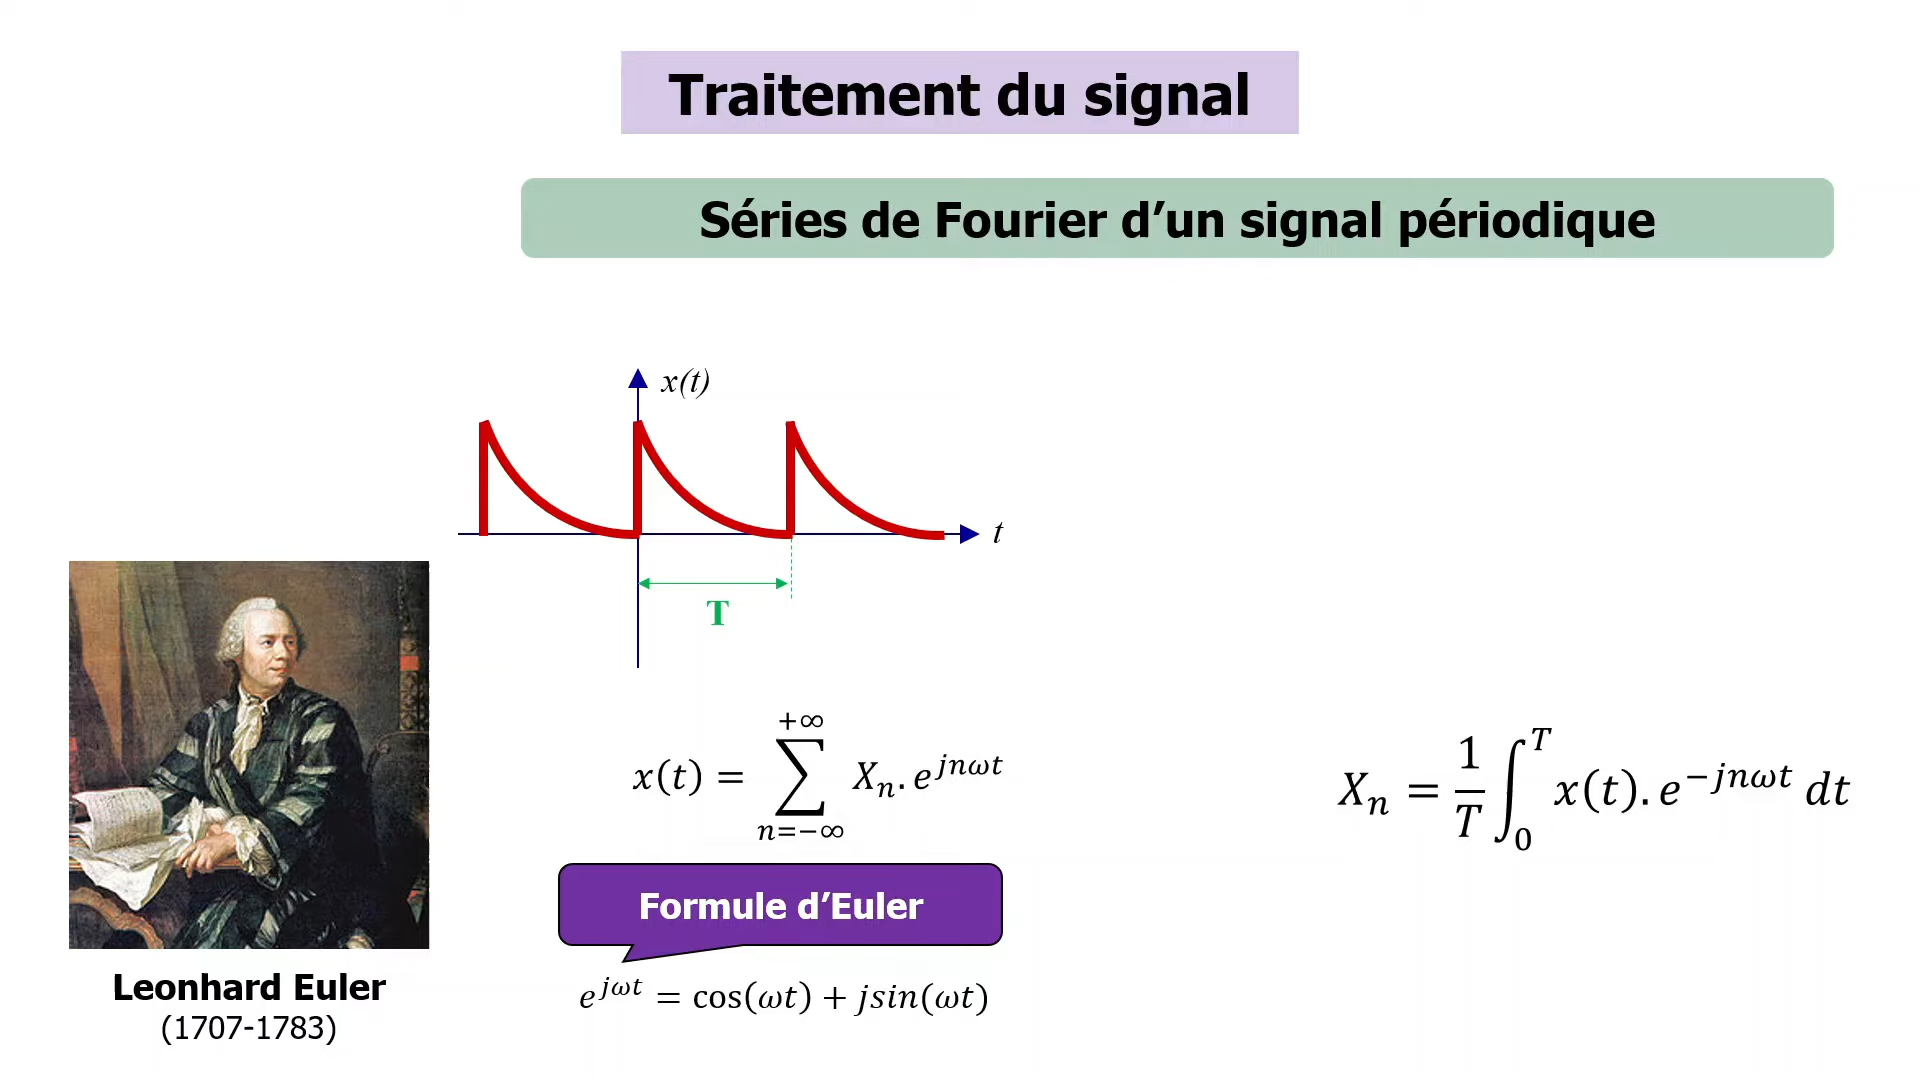 Traitement du signal
Séries de Fourier d’un signal périodique
x(t)
t
T
x(t) = ∑_{n=−∞}^{+∞} X_n . e^{jnωt}
X_n = \frac{1}{T} ∫_0^T x(t). e^{−jnωt} dt
Formule d’Euler
e^{jωt} = cos(ωt) + jsin(ωt)
Leonhard Euler
(1707-1783)